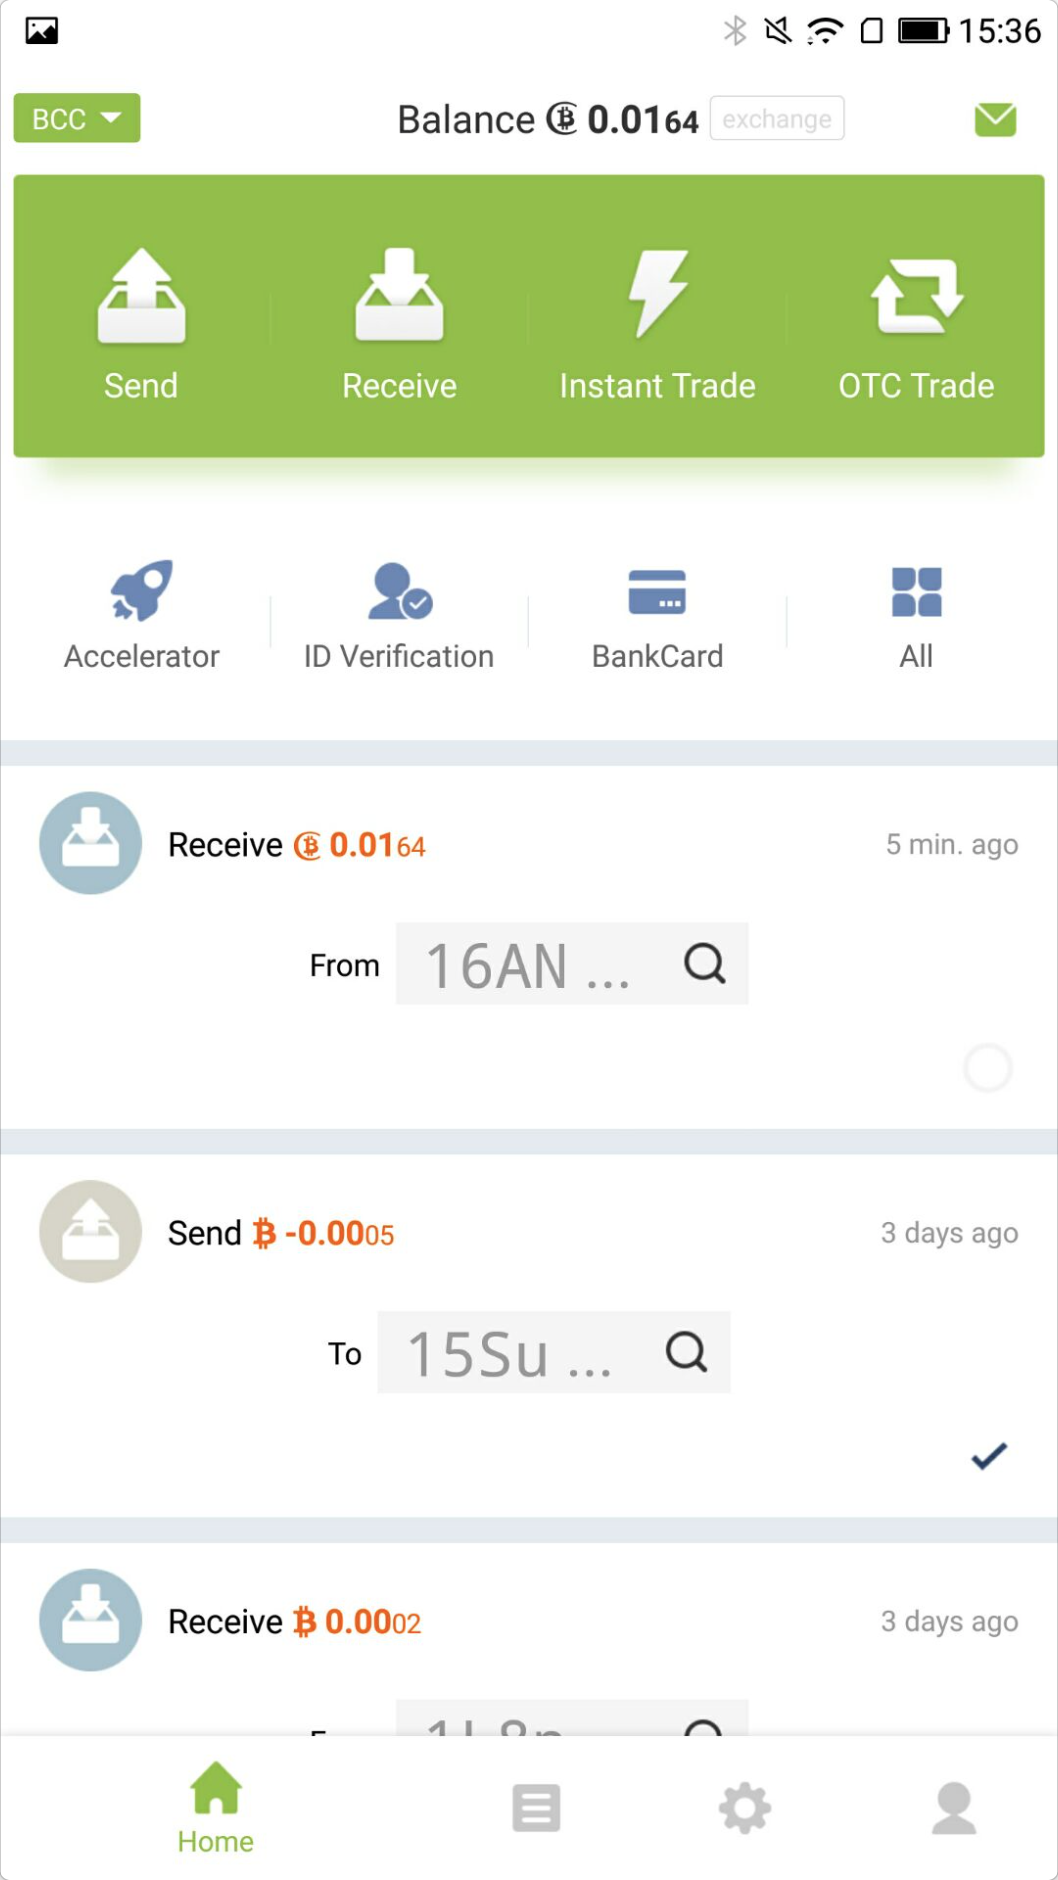 15:36
BCC
Balance 0.0164 exchange
Send
Receive
Instant Trade
OTC Trade
Accelerator
ID Verification
BankCard
All
Receive 0.0164
5 min. ago
From 16AN ...
Send ₿ -0.0005
3 days ago
To 15Su ...
Receive ₿ 0.0002
3 days ago
Home